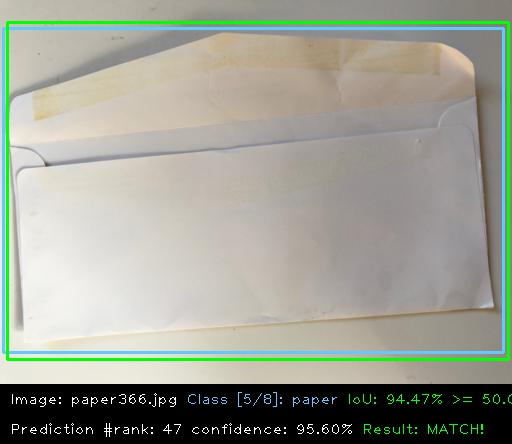 Image: paper366.jpg Class [5/8]: paper IoU: 94.47% >= 50.0
Prediction #rank: 47 confidence: 95.60% Result: MATCH!